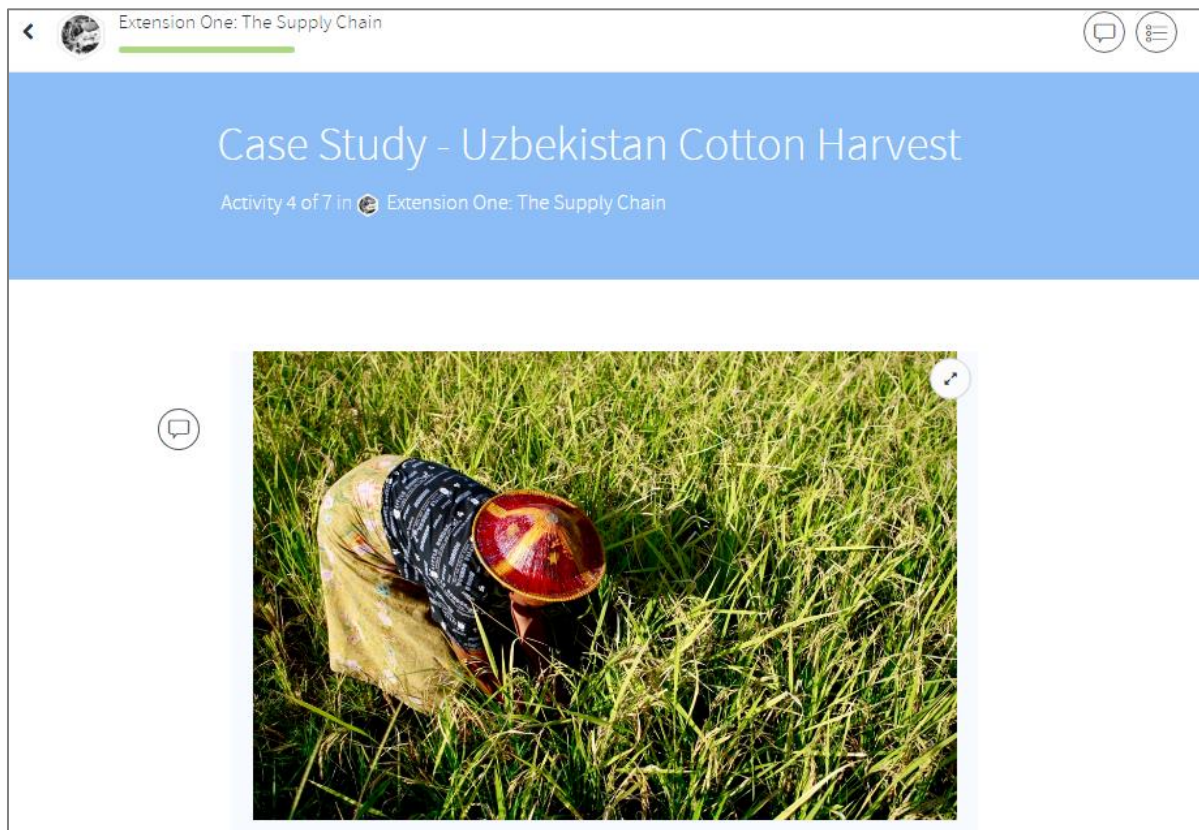 Extension One: The Supply Chain
Case Study - Uzbekistan Cotton Harvest
Activity 4 of 7 in Extension One: The Supply Chain